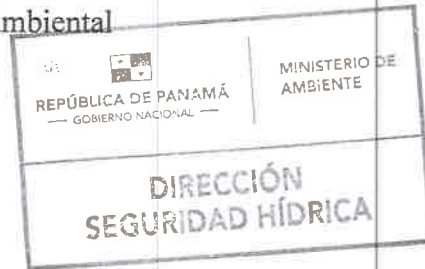 mbiental
REPÚBLICA DE PANAMÁ
— GOBIERNO NACIONAL —
MINISTERIO DE
AMBIENTE
DIRECCIÓN
SEGURIDAD HÍDRICA